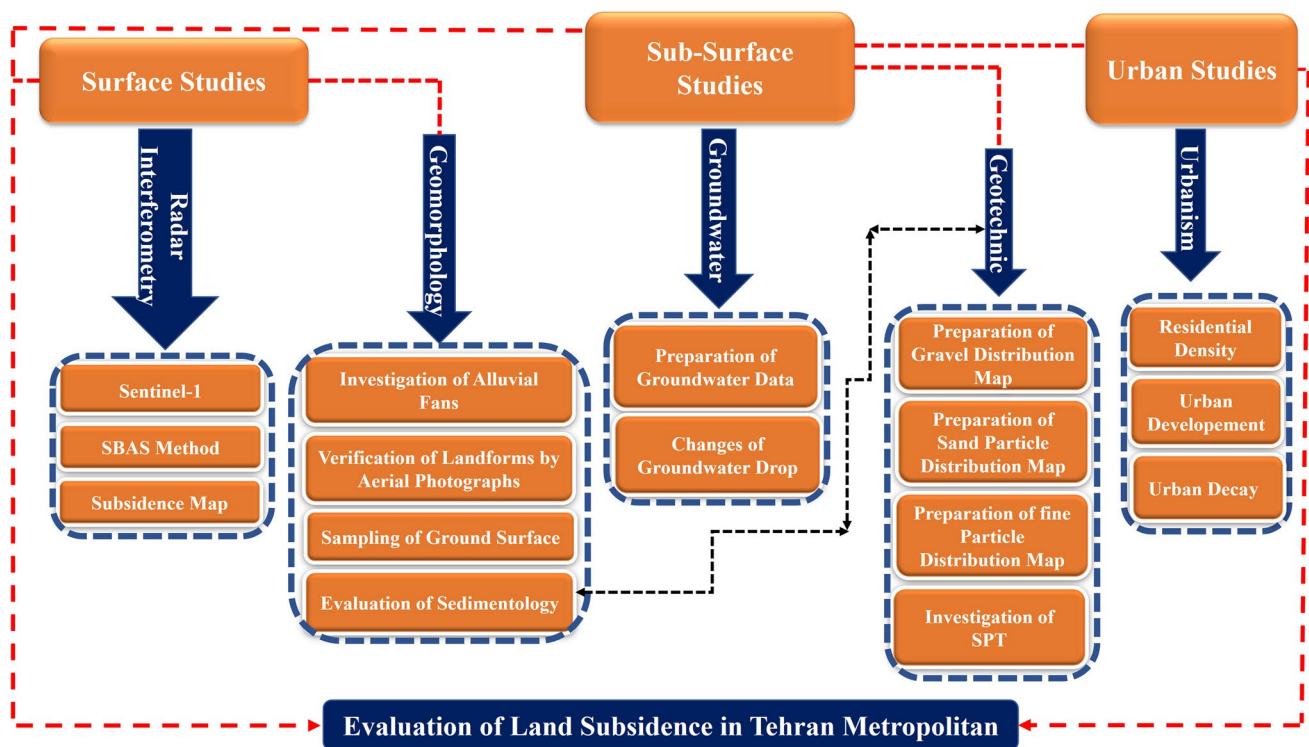 Surface Studies
Sub-Surface
Studies
Urban Studies
Radar
Interferometry
Geomorphology
Groundwater
Geotechnic
Urbanism
Sentinel-1
SBAS Method
Subsidence Map
Investigation of Alluvial
Fans
Verification of Landforms by
Aerial Photographs
Sampling of Ground Surface
Evaluation of Sedimentology
Preparation of
Groundwater Data
Changes of
Groundwater Drop
Preparation of
Gravel Distribution
Map
Preparation of
Sand Particle
Distribution Map
Preparation of fine
Particle
Distribution Map
Investigation of
SPT
Residential
Density
Urban
Developement
Urban Decay
Evaluation of Land Subsidence in Tehran Metropolitan